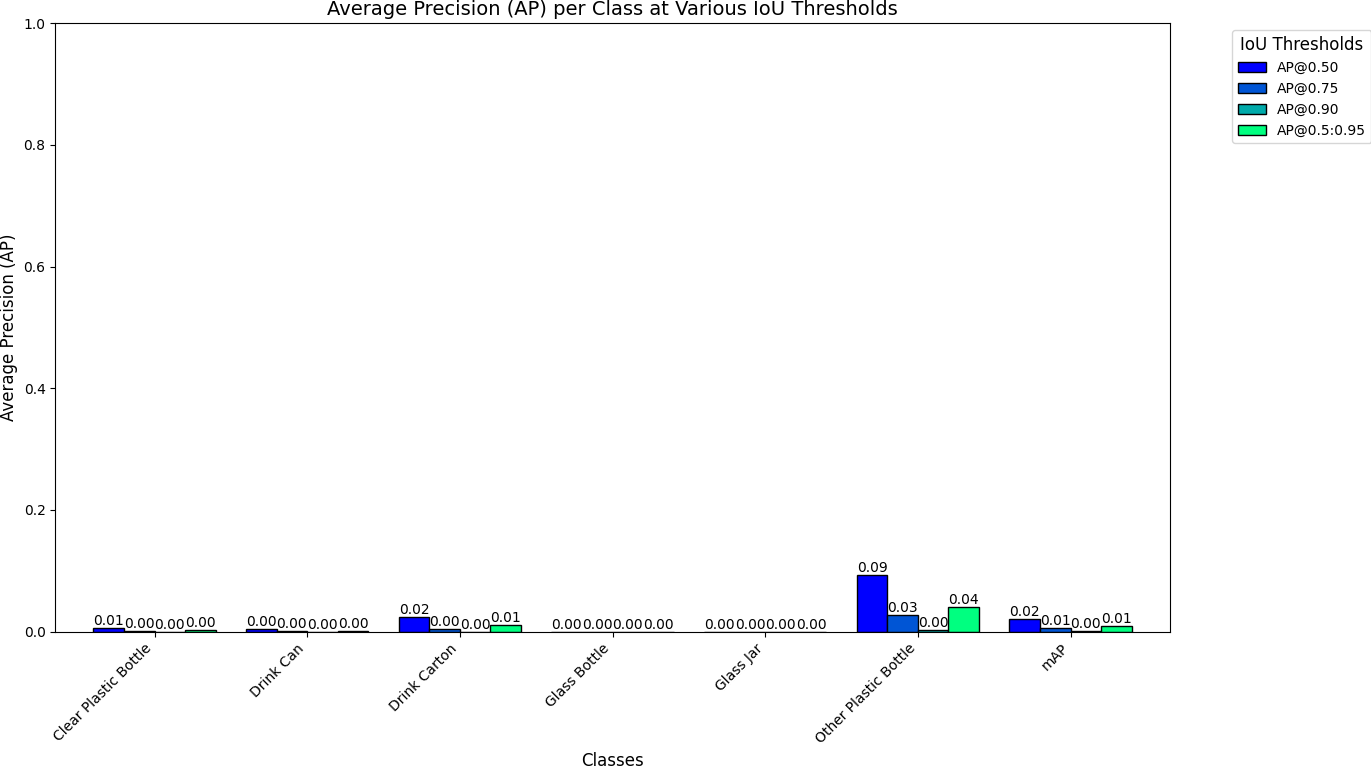 Average Precision (AP) per Class at Various IoU Thresholds
IoU Thresholds
AP@0.50
AP@0.75
AP@0.90
AP@0.5:0.95
Average Precision (AP)
1.0
0.8
0.6
0.4
0.2
0.0
0.01 0.00 0.00 0.00
0.00 0.00 0.00 0.00
0.02 0.00 0.00 0.01
0.00 0.00 0.00 0.00
0.00 0.00 0.00 0.00
0.09 0.03 0.00 0.04
0.02 0.01 0.00 0.01
Clear Plastic Bottle
Drink Can
Drink Carton
Glass Bottle
Glass Jar
Other Plastic Bottle
mAP
Classes